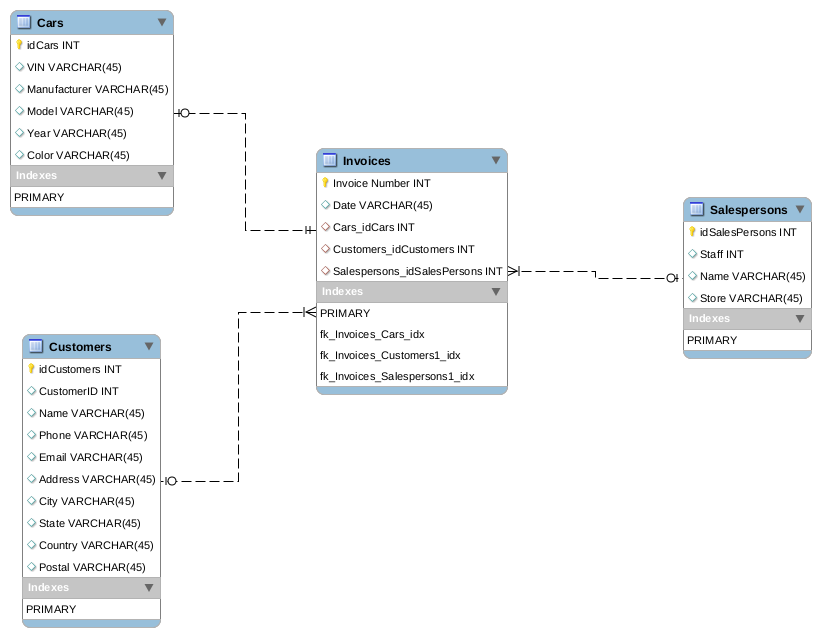 Cars
idCars INT
VIN VARCHAR(45)
Manufacturer VARCHAR(45)
Model VARCHAR(45)
Year VARCHAR(45)
Color VARCHAR(45)
Indexes
PRIMARY
Invoices
Invoice Number INT
Date VARCHAR(45)
Cars_idCars INT
Customers_idCustomers INT
Salespersons_idSalesPersons INT
Indexes
PRIMARY
fk_Invoices_Cars_idx
fk_Invoices_Customers1_idx
fk_Invoices_Salespersons1_idx
Salespersons
idSalesPersons INT
Staff INT
Name VARCHAR(45)
Store VARCHAR(45)
Indexes
PRIMARY
Customers
idCustomers INT
CustomerID INT
Name VARCHAR(45)
Phone VARCHAR(45)
Email VARCHAR(45)
Address VARCHAR(45)
City VARCHAR(45)
State VARCHAR(45)
Country VARCHAR(45)
Postal VARCHAR(45)
Indexes
PRIMARY